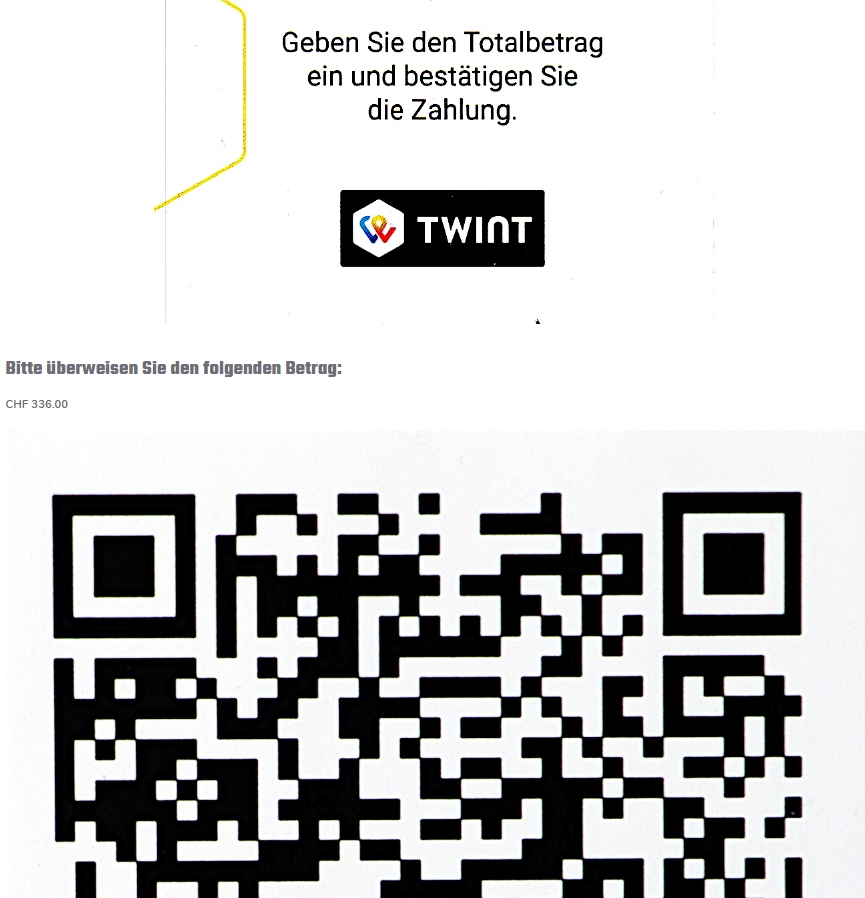 Geben Sie den Totalbetrag
ein und bestätigen Sie
die Zahlung.
TWINT
Bitte überweisen Sie den folgenden Betrag:
CHF 336.00